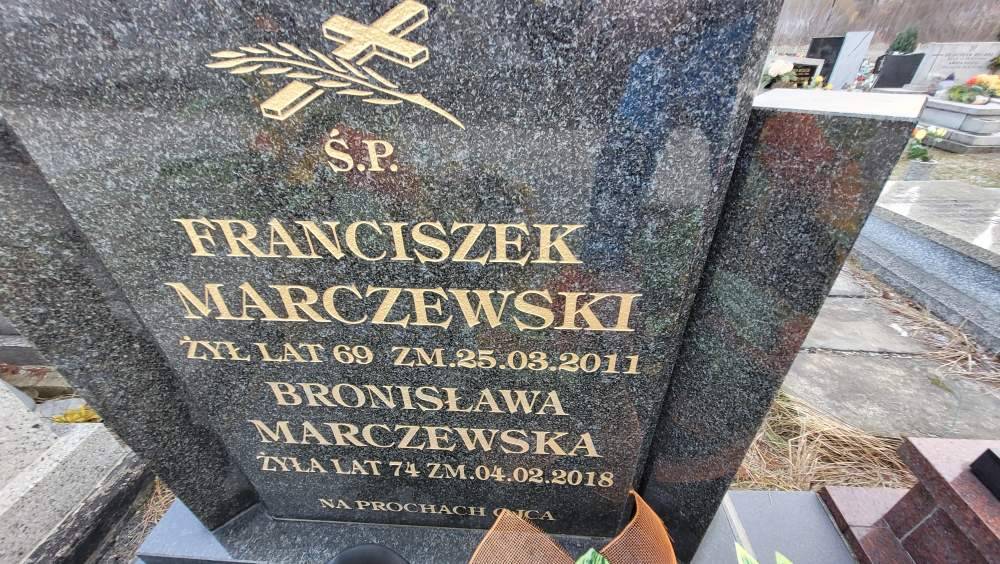 Ś.P.
FRANCISZEK
MARCZEWSKI
ŻYŁ LAT 69 ZM.25.03.2011
BRONISŁAWA
MARCZEWSKA
ŻYŁA LAT 74 ZM.04.02.2018
NA PROCHACH OJCA